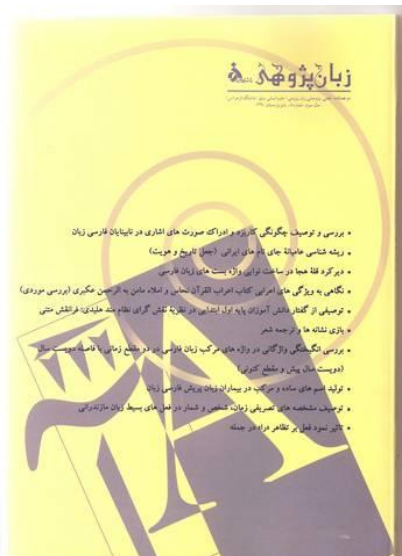 زبان‌پژوهی
• بررسی و توصیف چگونگی کاربرد و ادراک صورت های اشاری در نابینایان فارسی زبان
• ریشه شناسی عامیانهٔ جای نام های ایرانی (جعل تاریخ و هویت)
• دیرکرد قلهٔ هجا در ساخت نوایی واژه بست های زبان فارسی
• نگاهی به ویژگی های اعرابی کتاب اعراب القرآن نحاس و املاء مامن به الرحمن عکبری (بررسی موردی)
• توصیفی از گفتار دانش آموزان پایه اول ابتدایی در نظریهٔ نقش گرای نظام مند هلیدی: فرانقش متنی
• بازی نشانه ها و ترجمه شعر
• بررسی انگیختگی واژگانی در واژه های مرکب زبان فارسی در دو مقطع زمانی با فاصله دویست سال
(دویست سال پیش و مقطع کنونی)
• تولید اسم های ساده و مرکب در بیماران زبان پریش فارسی زبان
• توصیف مشخصه های تصریفی زمان، شخص و شمار در فعل های بسیط زبان مازندرانی
• تاثیر نمود فعل بر تظاهر «را» در جمله